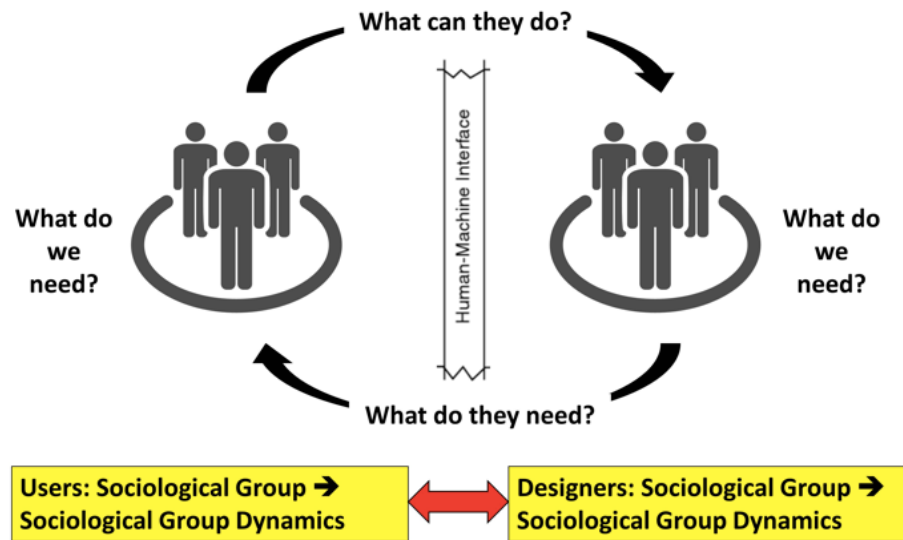 What can they do?
Human-Machine Interface
What do
we
need?
What do
we
need?
What do they need?
Users: Sociological Group ➔
Sociological Group Dynamics
Designers: Sociological Group ➔
Sociological Group Dynamics